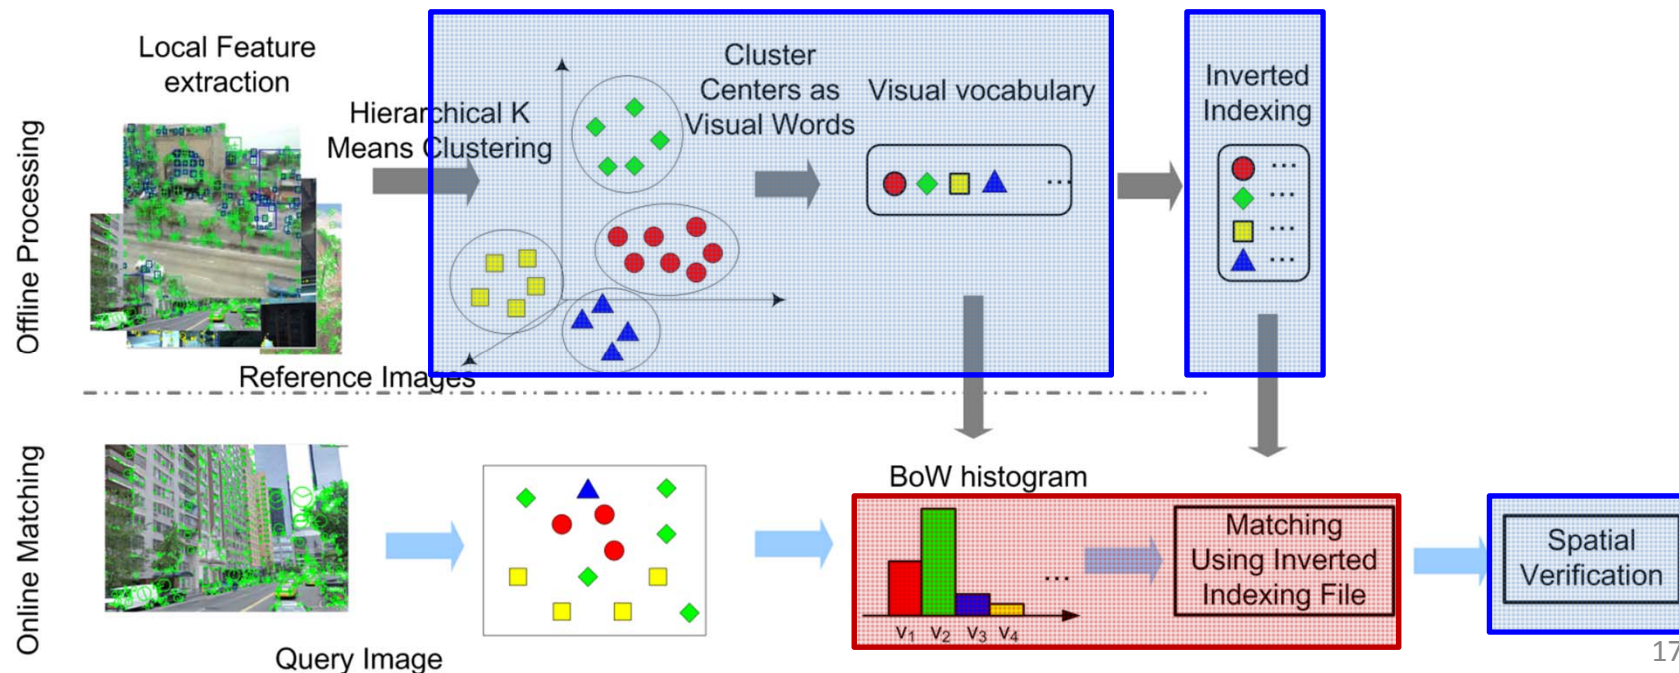 Offline Processing
Local Feature
extraction
Hierarchical K
Means Clustering
Cluster
Centers as
Visual Words
Visual vocabulary
...
Inverted
Indexing
...
...
...
...
Reference Images
Online Matching
Query Image
BoW histogram
v1 v2 v3 v4
...
Matching
Using Inverted
Indexing File
Spatial
Verification
17